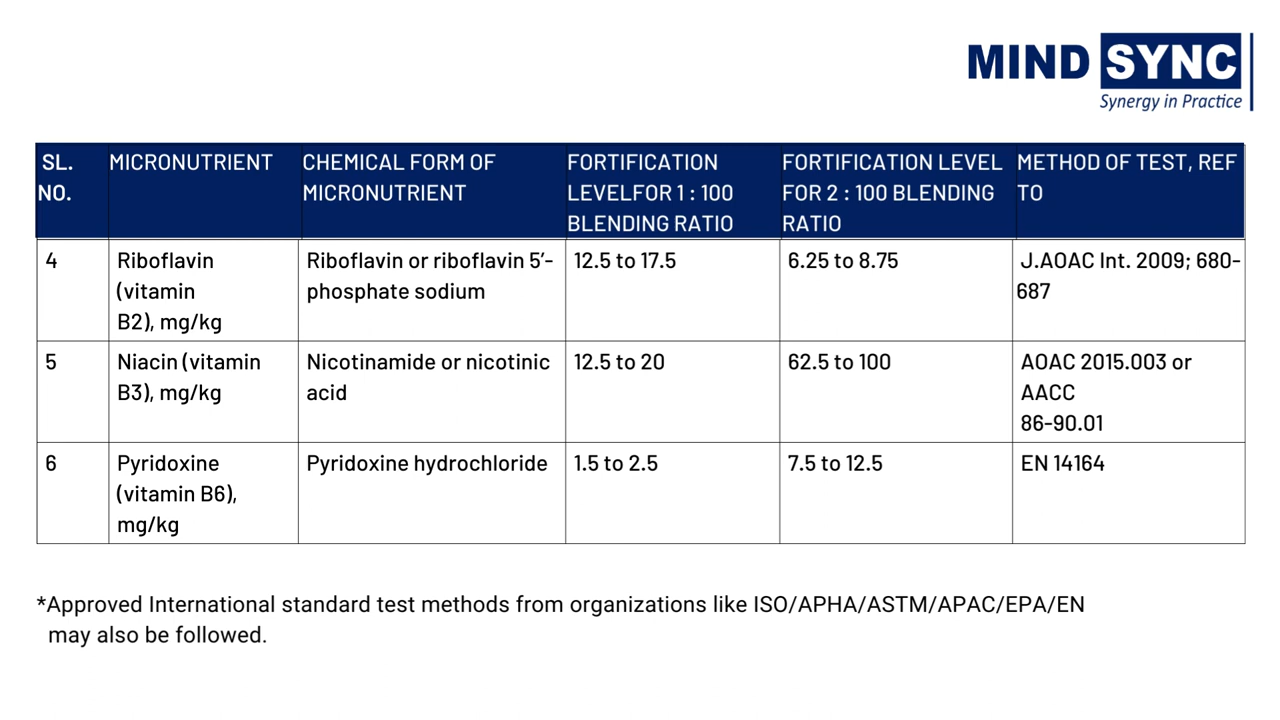 MIND SYNC
Synergy in Practice
SL. NO.
MICRONUTRIENT
CHEMICAL FORM OF MICRONUTRIENT
FORTIFICATION LEVELFOR 1 : 100 BLENDING RATIO
FORTIFICATION LEVEL FOR 2 : 100 BLENDING RATIO
METHOD OF TEST, REF TO
4
Riboflavin
(vitamin
B2), mg/kg
Riboflavin or riboflavin 5’-
phosphate sodium
12.5 to 17.5
6.25 to 8.75
J.AOAC Int. 2009; 680-
687
5
Niacin (vitamin
B3), mg/kg
Nicotinamide or nicotinic
acid
12.5 to 20
62.5 to 100
AOAC 2015.003 or
AACC
86-90.01
6
Pyridoxine
(vitamin B6),
mg/kg
Pyridoxine hydrochloride
1.5 to 2.5
7.5 to 12.5
EN 14164
*Approved International standard test methods from organizations like ISO/APHA/ASTM/APAC/EPA/EN
may also be followed.